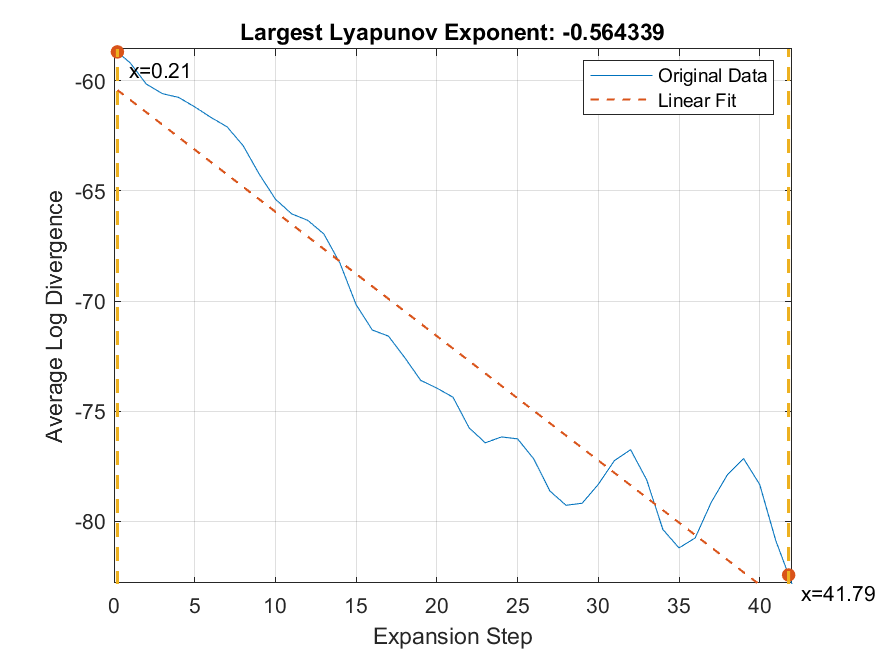 Largest Lyapunov Exponent: -0.564339
x=0.21
Original Data
Linear Fit
-60
-65
-70
-75
-80
Average Log Divergence
x=41.79
0 5 10 15 20 25 30 35 40
Expansion Step